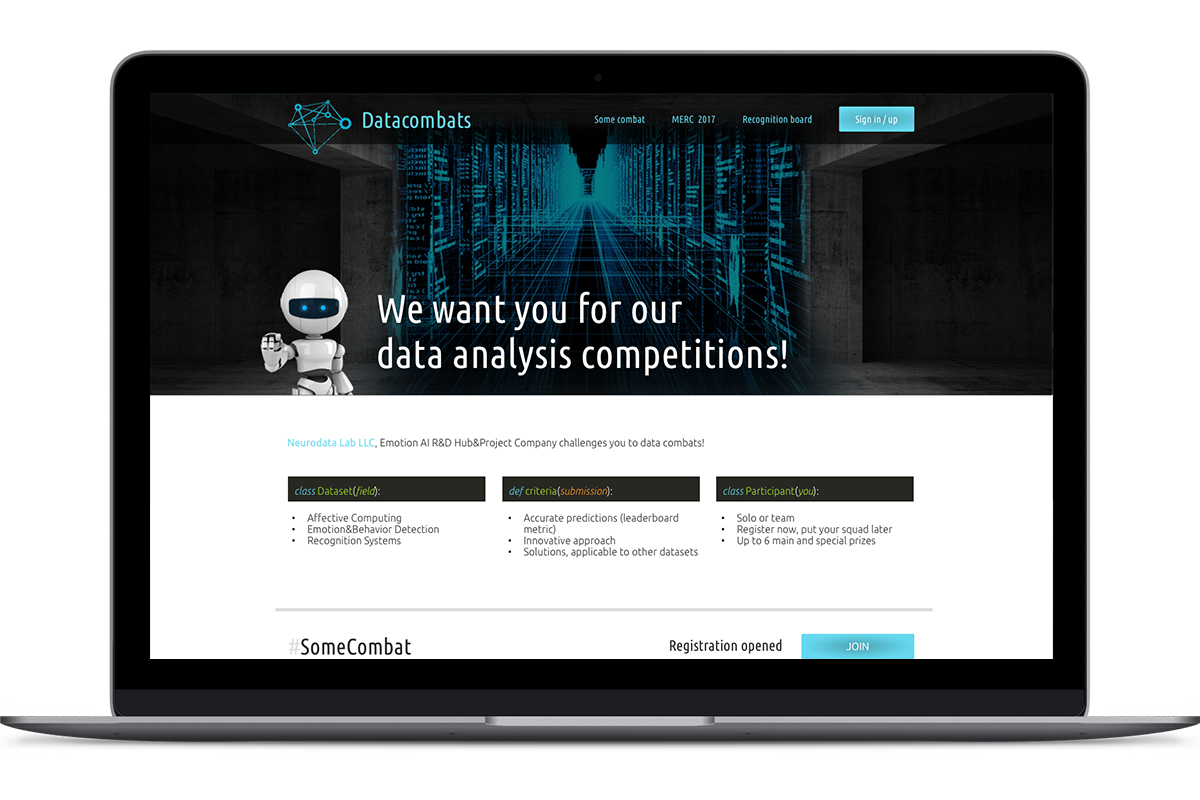 Datacombats
Some combat
MERC 2017
Recognition board
Sign in / up
We want you for our
data analysis competitions!
Neurodata Lab LLC, Emotion AI R&D Hub&Project Company challenges you to data combats!
class Dataset(field):
• Affective Computing
• Emotion&Behavior Detection
• Recognition Systems
def criteria(submission):
• Accurate predictions (leaderboard
metric)
• Innovative approach
• Solutions, applicable to other datasets
class Participant(you):
• Solo or team
• Register now, put your squad later
• Up to 6 main and special prizes
#SomeCombat
Registration opened
JOIN